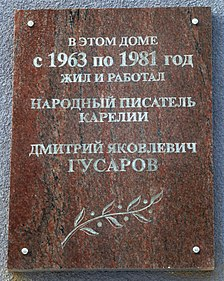 В ЭТОМ ДОМЕ
с 1963 по 1981 год
ЖИЛ И РАБОТАЛ
НАРОДНЫЙ ПИСАТЕЛЬ
КАРЕЛИИ
ДМИТРИЙ ЯКОВЛЕВИЧ
ГУСАРОВ